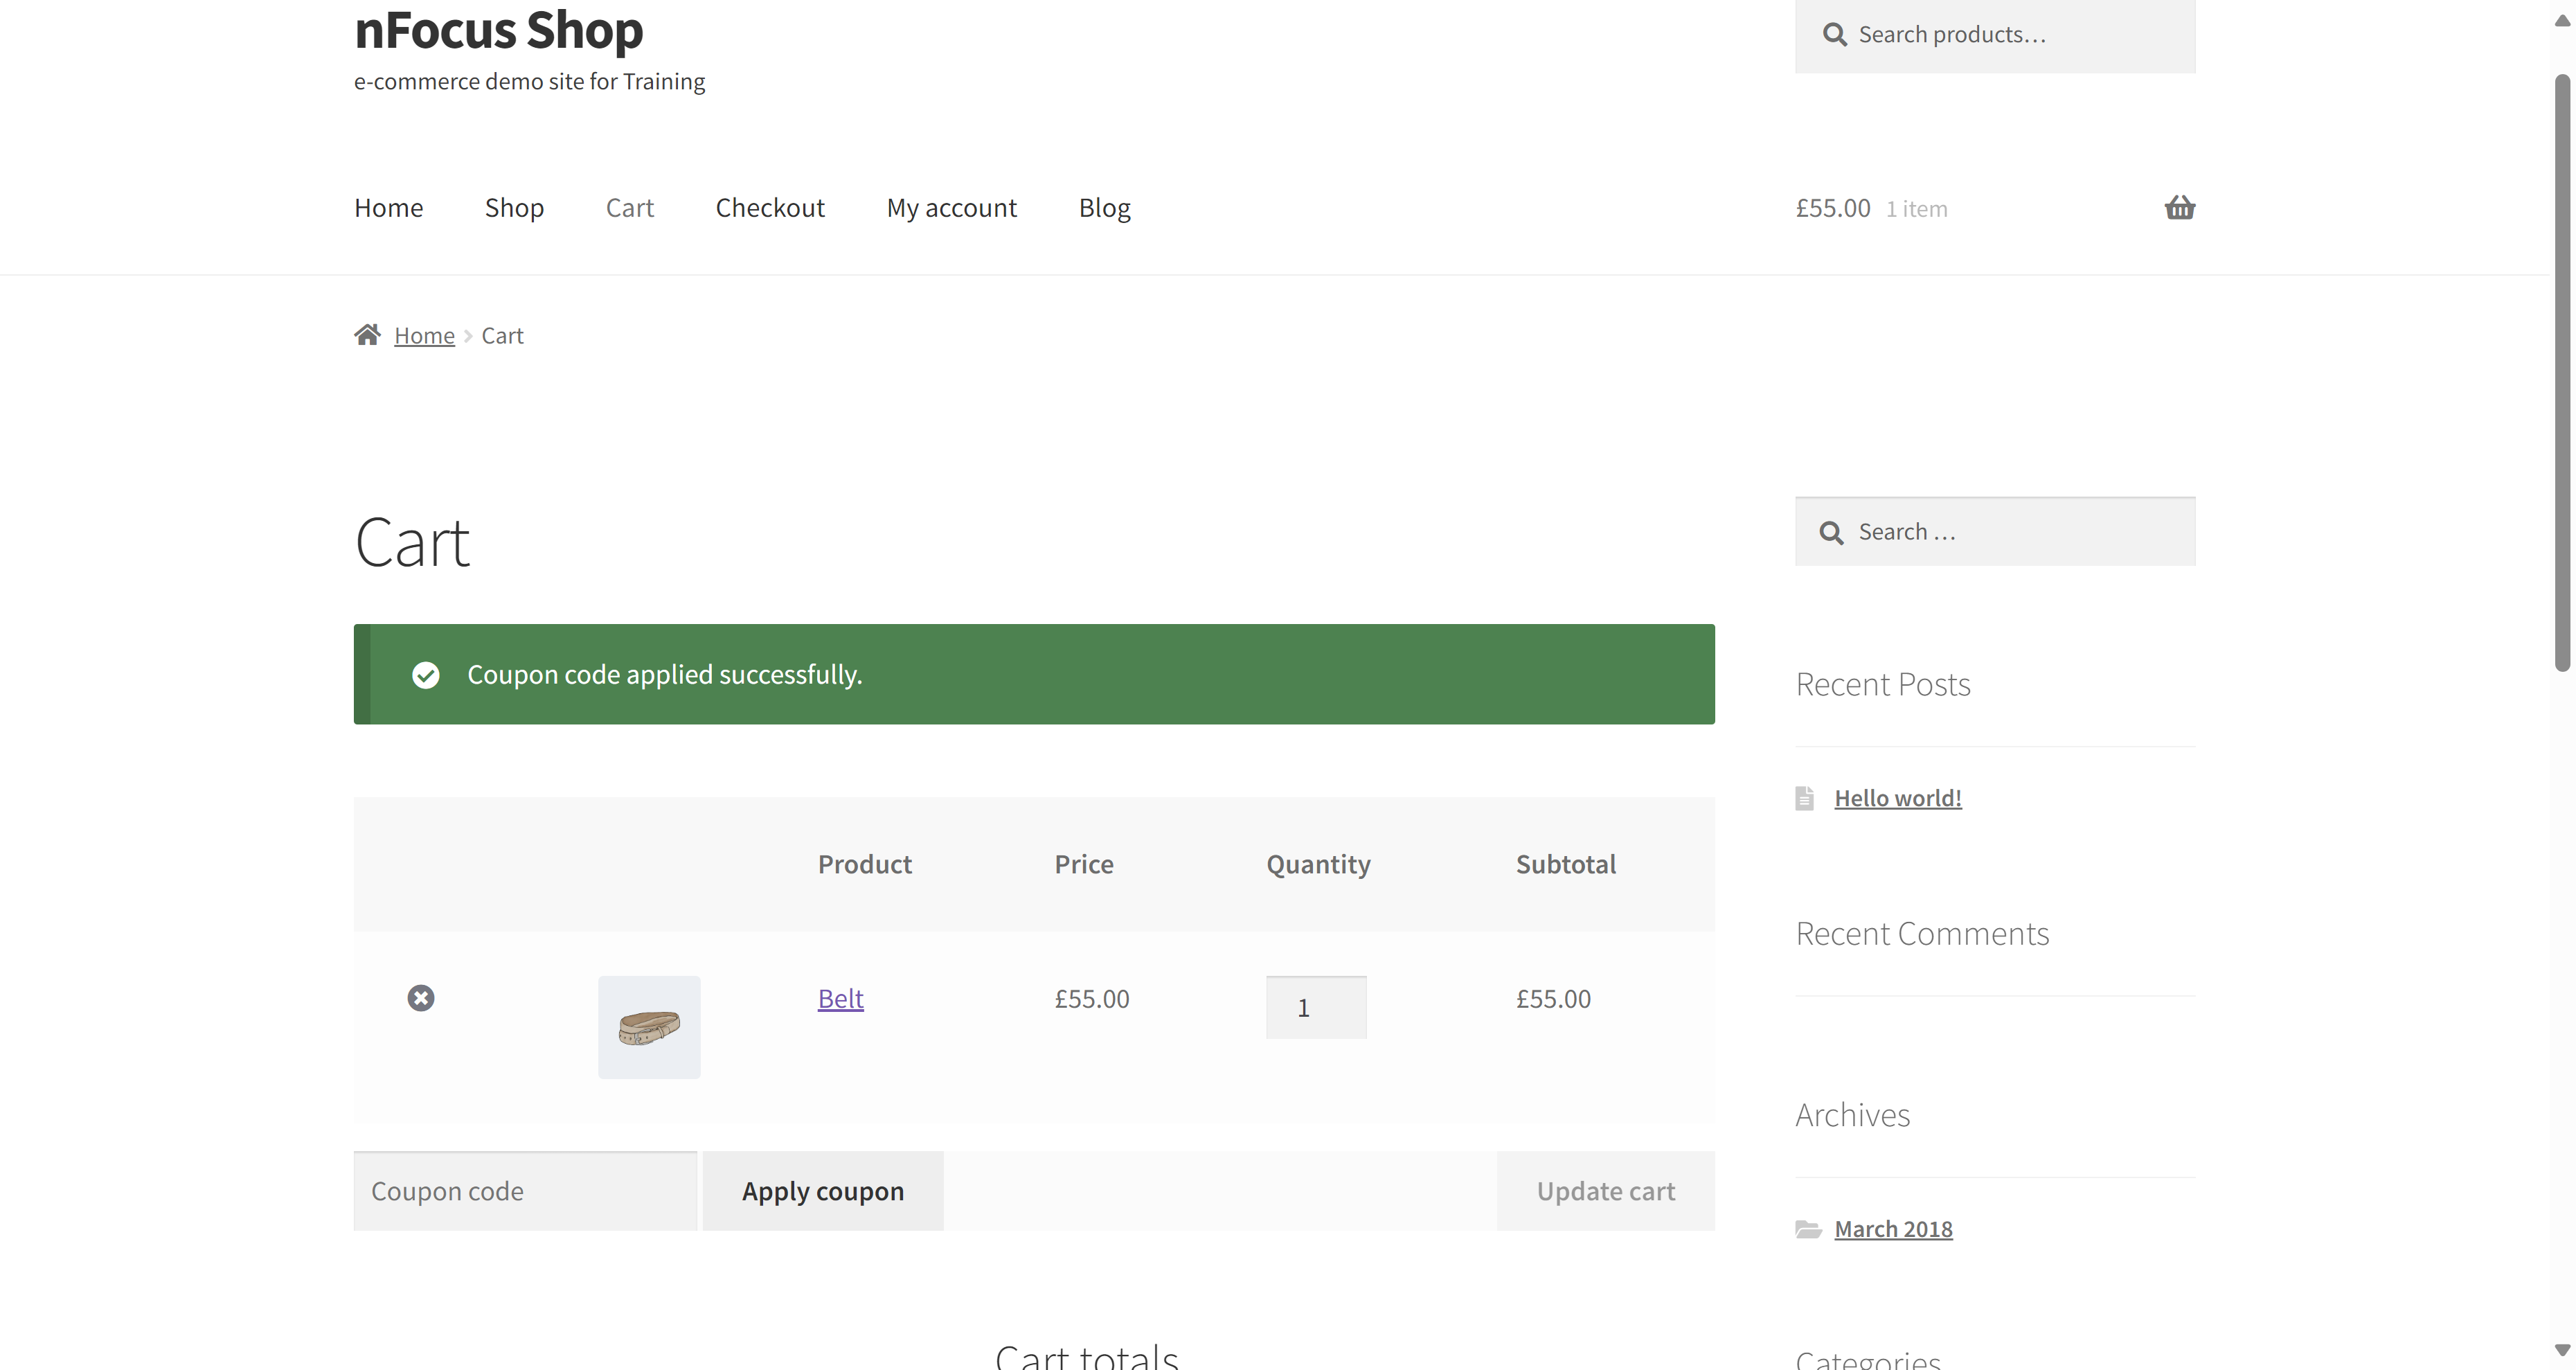 nFocus Shop
e-commerce demo site for Training
Search products…
Home Shop Cart Checkout My account Blog
£55.00 1 item
Home Cart
Cart
Coupon code applied successfully.
Product Price Quantity Subtotal
Belt £55.00 1 £55.00
Coupon code Apply coupon Update cart
Cart totals
Search …
Recent Posts
Hello world!
Recent Comments
Archives
March 2018
Categories